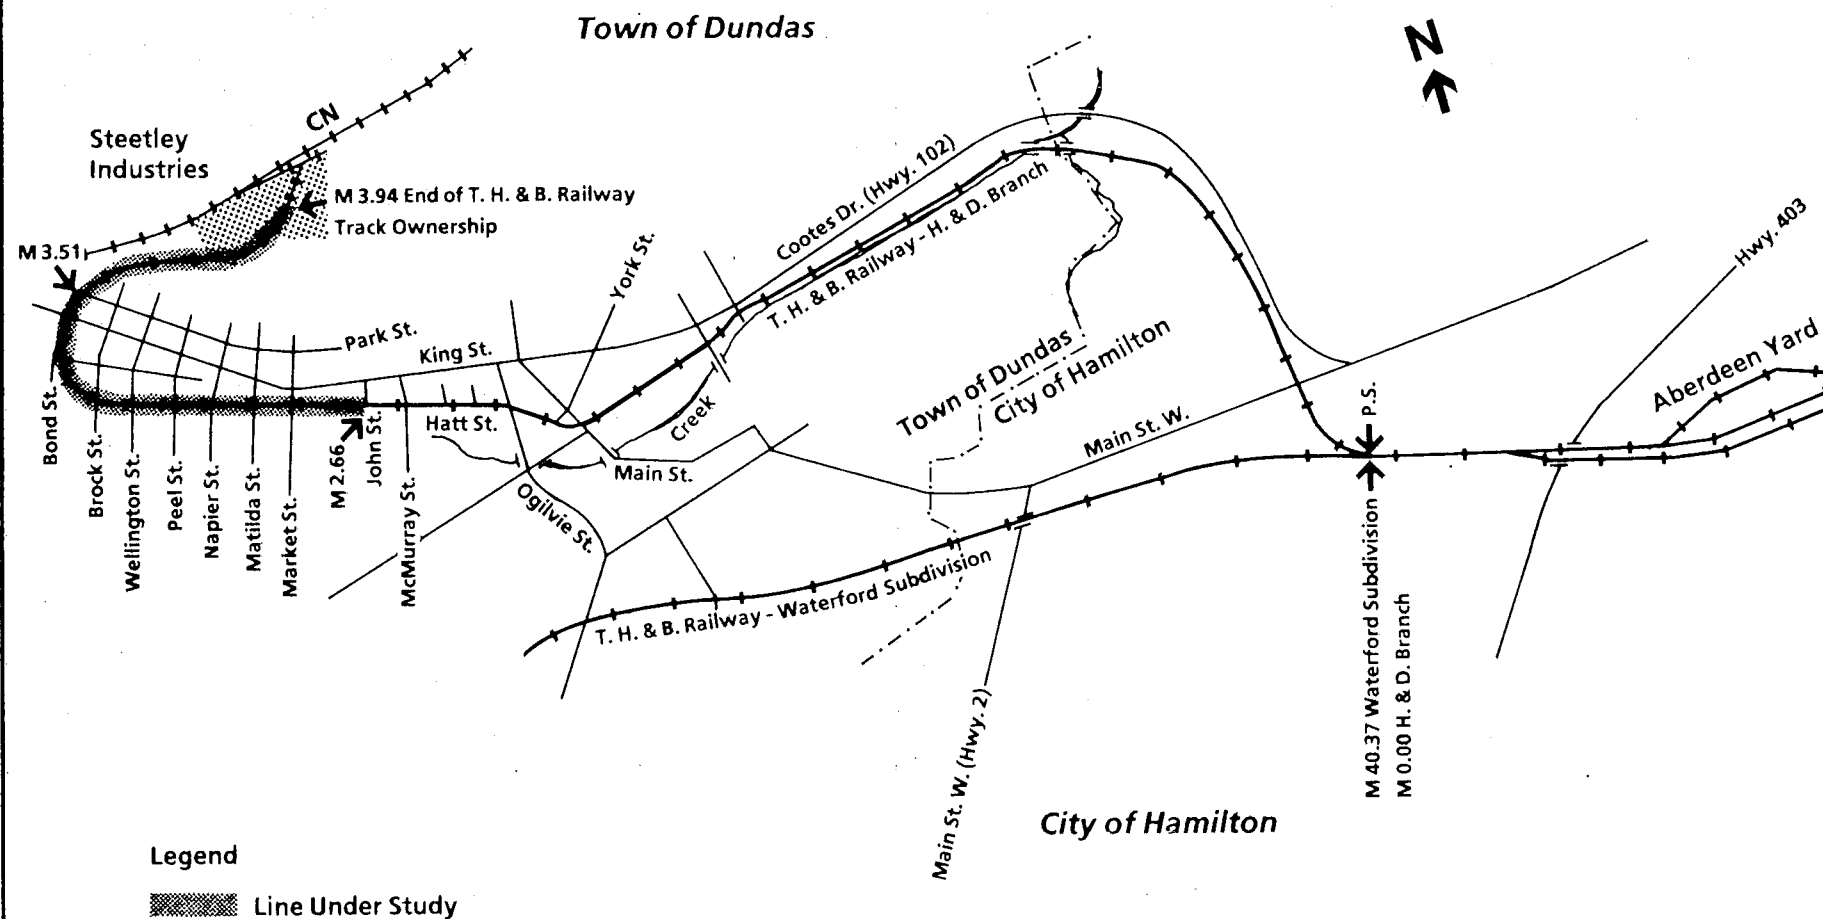 Town of Dundas
N
CN
Steetley
Industries
M 3.94 End of T. H. & B. Railway
Track Ownership
M 3.51
Cootes Dr. (Hwy. 102)
T. H. & B. Railway - H. & D. Branch
York St.
Hwy. 403
Park St.
King St.
Town of Dundas
City of Hamilton
Aberdeen Yard
Bond St.
Brock St.
Wellington St.
Peel St.
Napier St.
Matilda St.
Market St.
M 2.66
John St.
McMurray St.
Hatt St.
Creek
Main St.
Ogilvie St.
Main St. W.
P.S.
T. H. & B. Railway - Waterford Subdivision
M 40.37 Waterford Subdivision
M 0.00 H. & D. Branch
Main St. W. (Hwy. 2)
City of Hamilton
Legend
Line Under Study